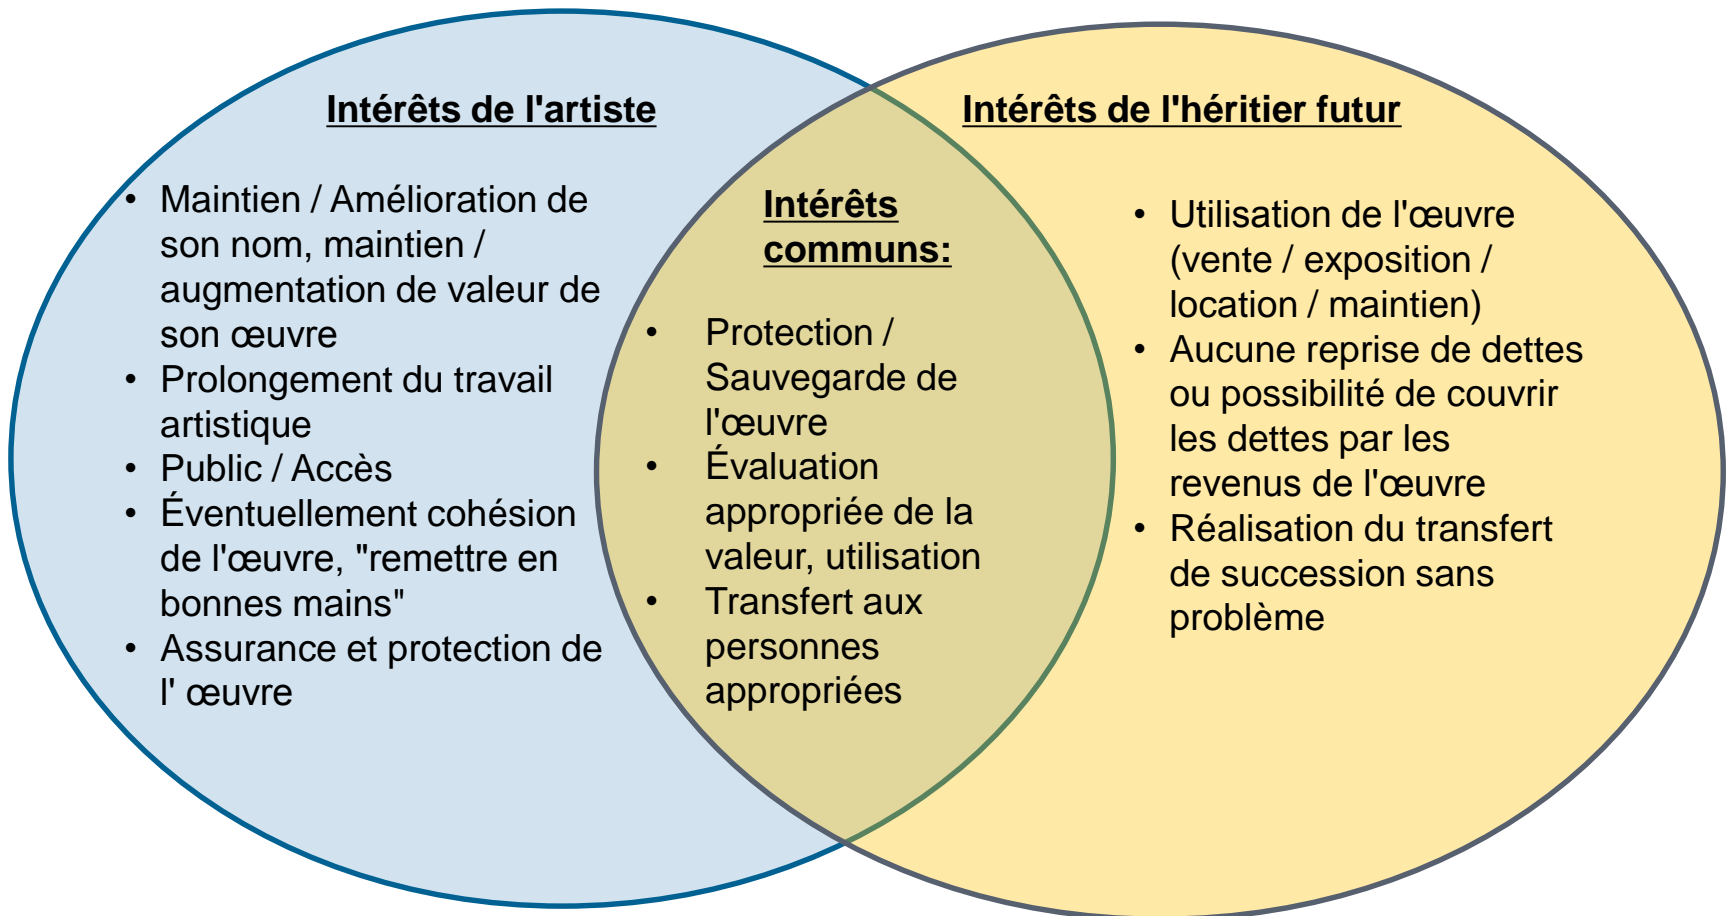 Intérêts de l'artiste
• Maintien / Amélioration de
son nom, maintien /
augmentation de valeur de
son œuvre
• Prolongement du travail
artistique
• Public / Accès
• Éventuellement cohésion
de l'œuvre, "remettre en
bonnes mains"
• Assurance et protection de
l' œuvre
Intérêts
communs:
• Protection /
Sauvegarde de
l'œuvre
• Évaluation
appropriée de la
valeur, utilisation
• Transfert aux
personnes
appropriées
Intérêts de l'héritier futur
• Utilisation de l'œuvre
(vente / exposition /
location / maintien)
• Aucune reprise de dettes
ou possibilité de couvrir
les dettes par les
revenus de l'œuvre
• Réalisation du transfert
de succession sans
problème